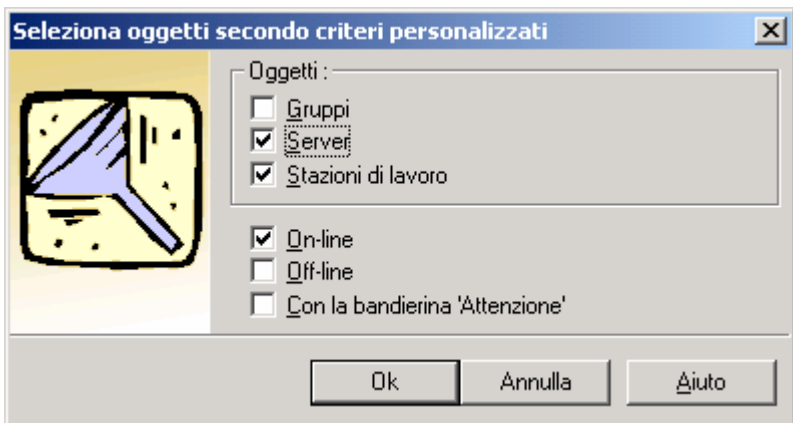 Seleziona oggetti secondo criteri personalizzati
Oggetti :
Gruppi
Server
Stazioni di lavoro
On-line
Off-line
Con la bandierina 'Attenzione'
Ok Annulla Aiuto